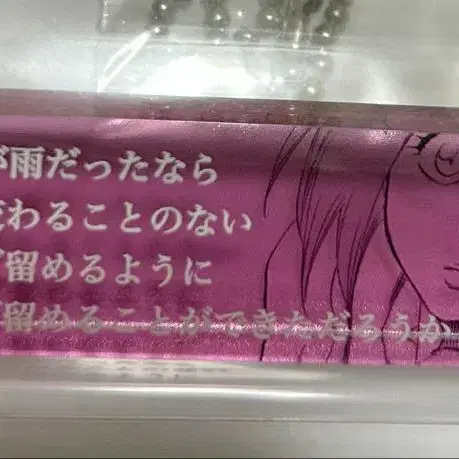 が雨だったなら
わることのない
留めるように
留めることができただろうか